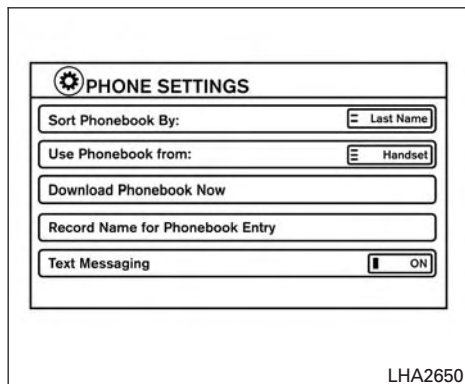 PHONE SETTINGS
Sort Phonebook By: Last Name
Use Phonebook from: Handset
Download Phonebook Now
Record Name for Phonebook Entry
Text Messaging ON
LHA2650